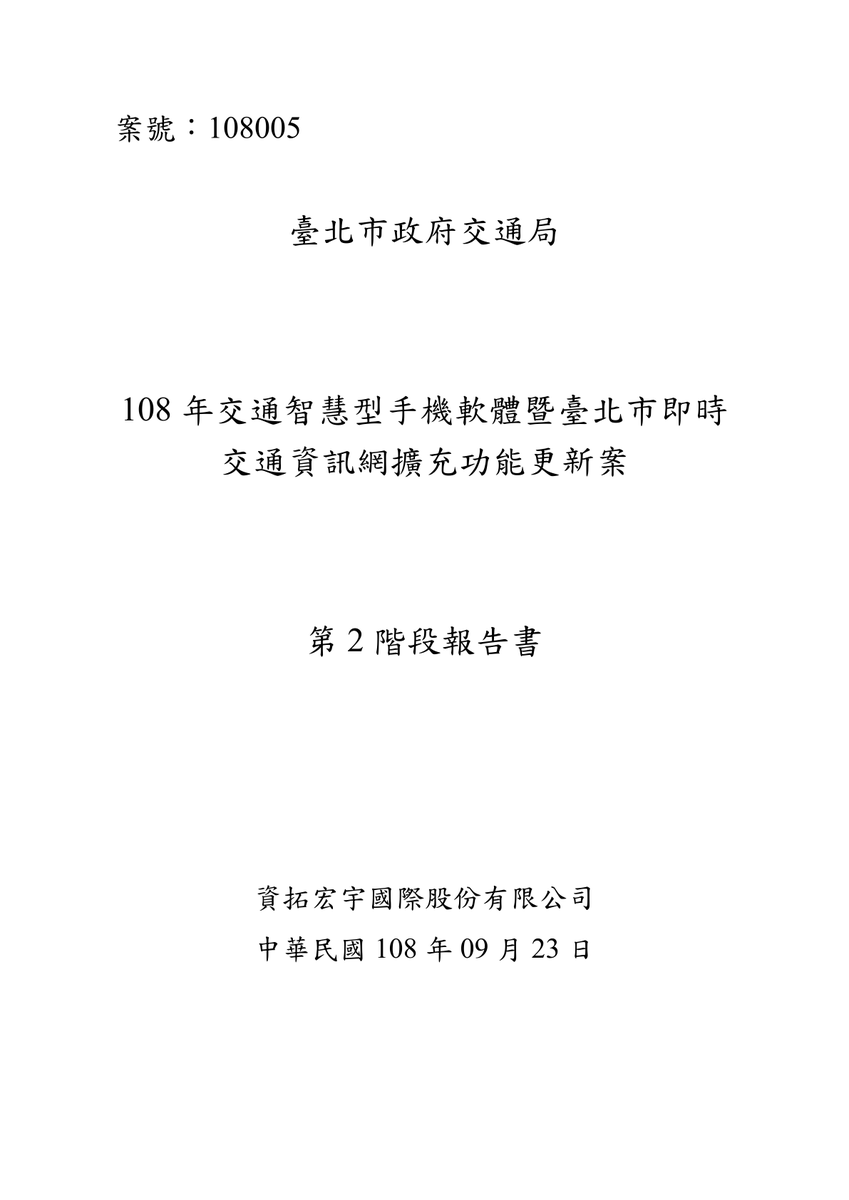 案號：108005
臺北市政府交通局
108 年交通智慧型手機軟體暨臺北市即時
交通資訊網擴充功能更新案
第 2 階段報告書
資拓宏宇國際股份有限公司
中華民國 108 年 09 月 23 日